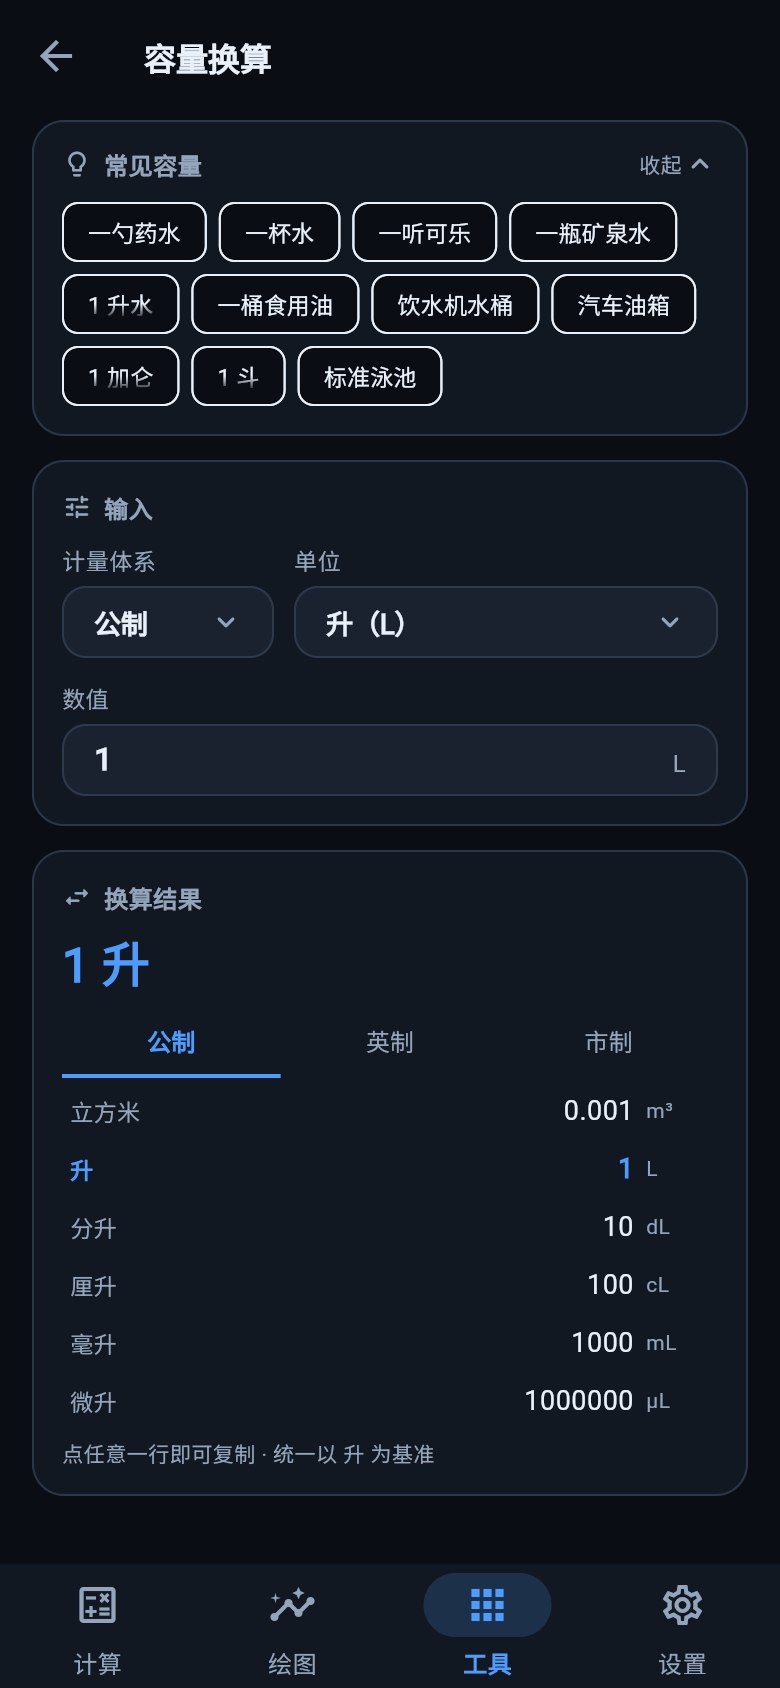 容量换算
常见容量 收起
一勺药水 一杯水 一听可乐 一瓶矿泉水
1 升水 一桶食用油 饮水机水桶 汽车油箱
1 加仑 1 斗 标准泳池
输入
计量体系 单位
公制 升（L）
数值
1 L
换算结果
1 升
公制 英制 市制
立方米 0.001 m³
升 1 L
分升 10 dL
厘升 100 cL
毫升 1000 mL
微升 1000000 µL
点任意一行即可复制 · 统一以 升 为基准
计算 绘图 工具 设置